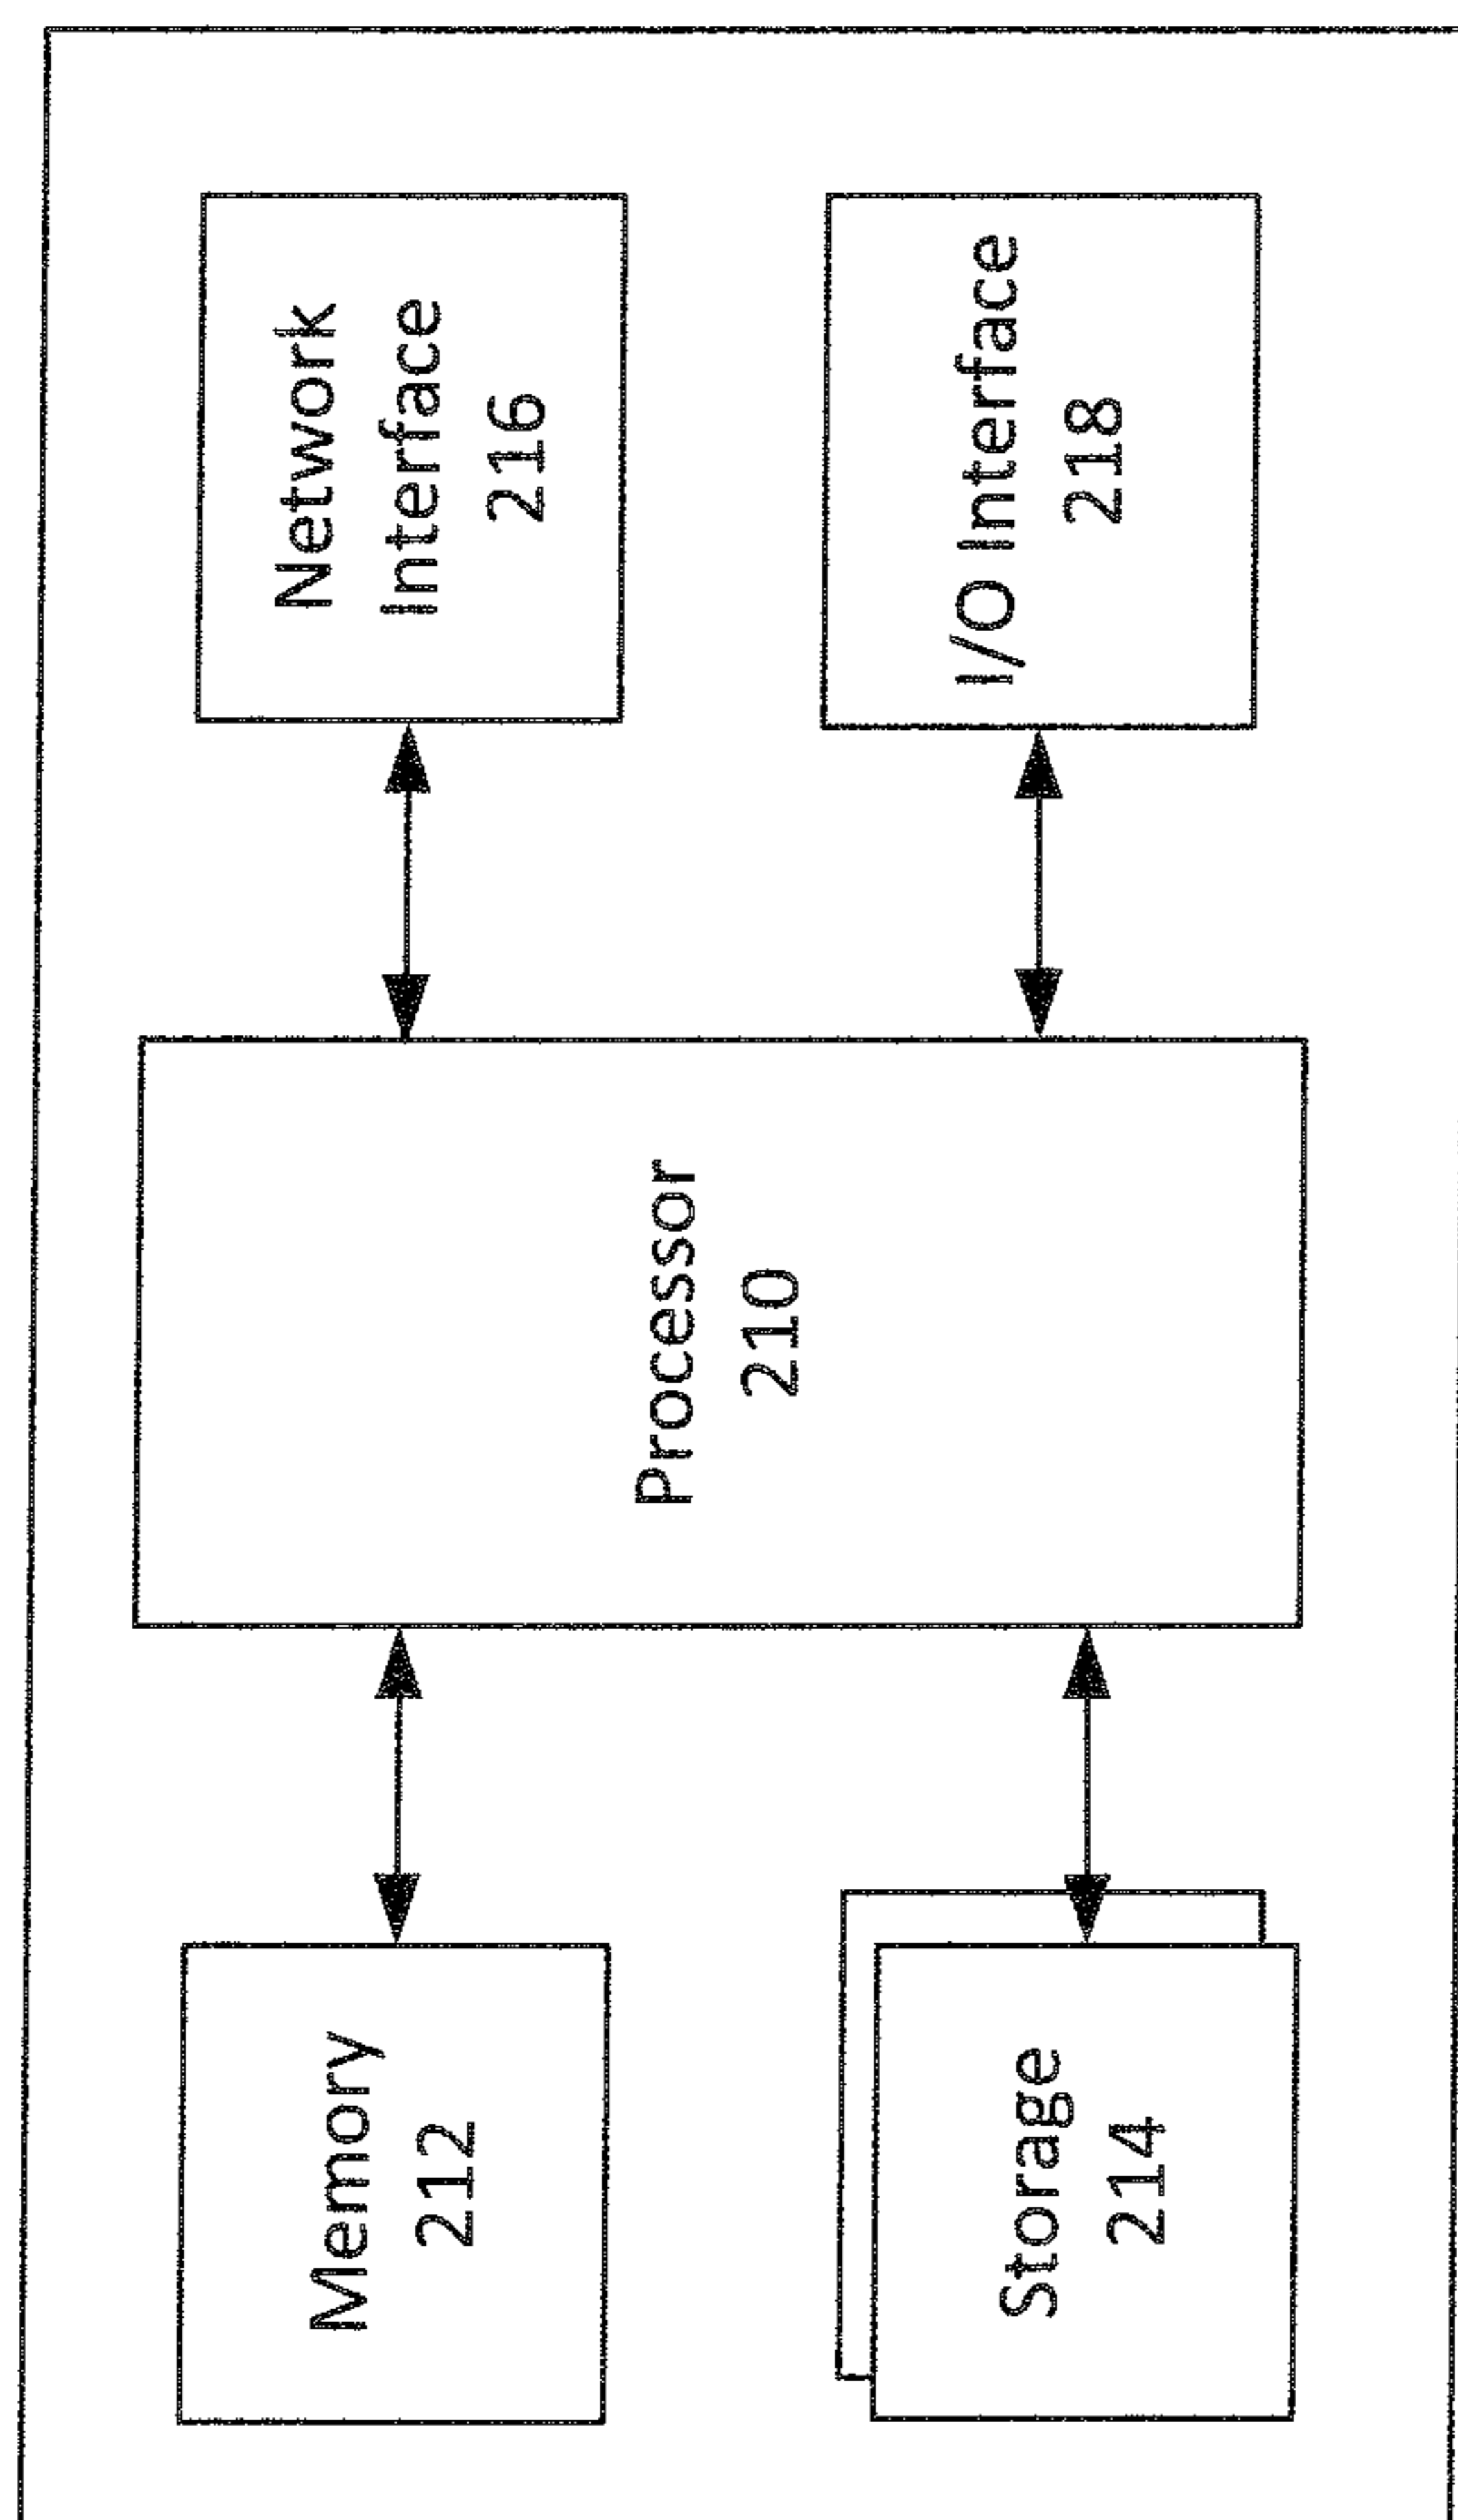 Memory
212
Storage
214
Processor
210
Network
Interface
216
I/O Interface
218